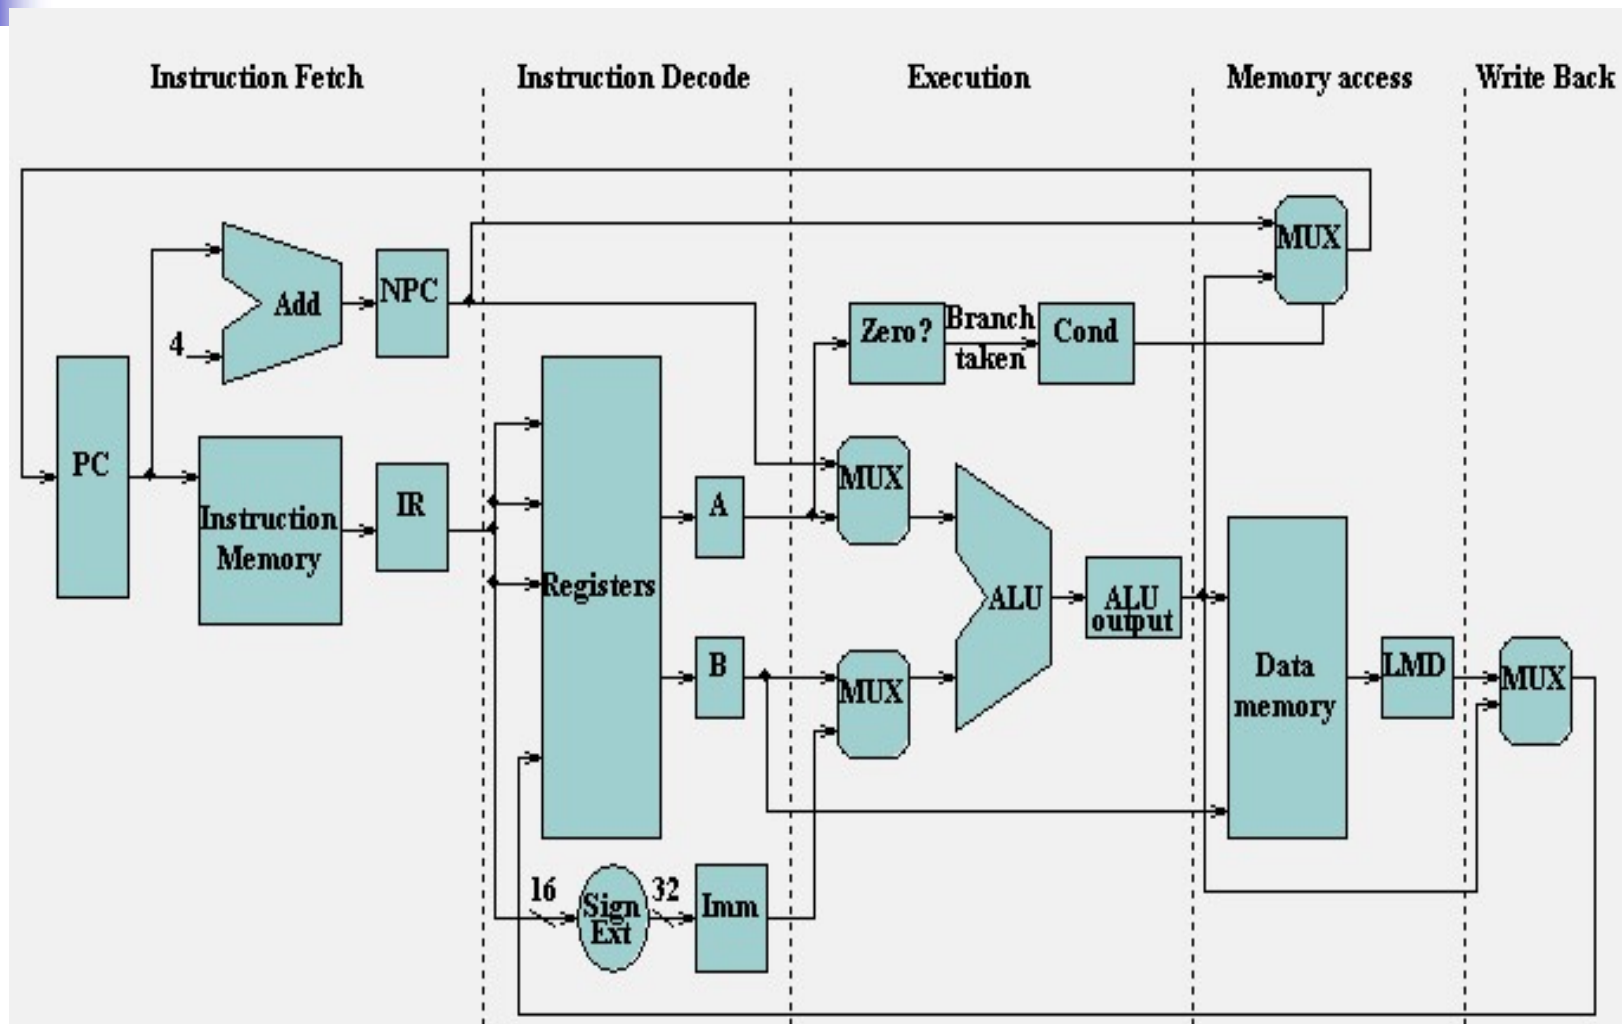 Instruction Fetch
Instruction Decode
Execution
Memory access
Write Back
MUX
Add
NPC
4
Zero?
Branch
taken
Cond
PC
Instruction
Memory
IR
Registers
A
MUX
ALU
ALU
output
B
MUX
Data
memory
LMD
MUX
16
Sign
Ext
32
Imm